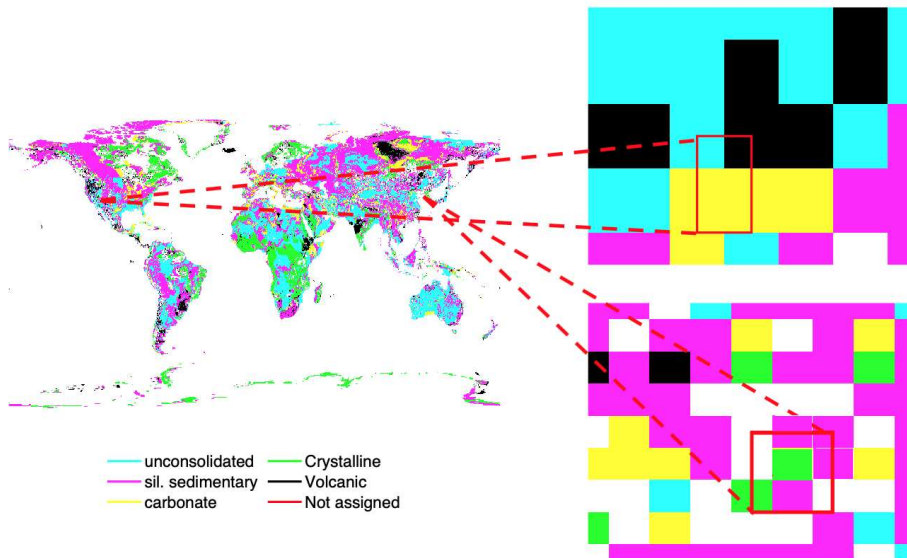 unconsolidated
sil. sedimentary
carbonate
Crystalline
Volcanic
Not assigned